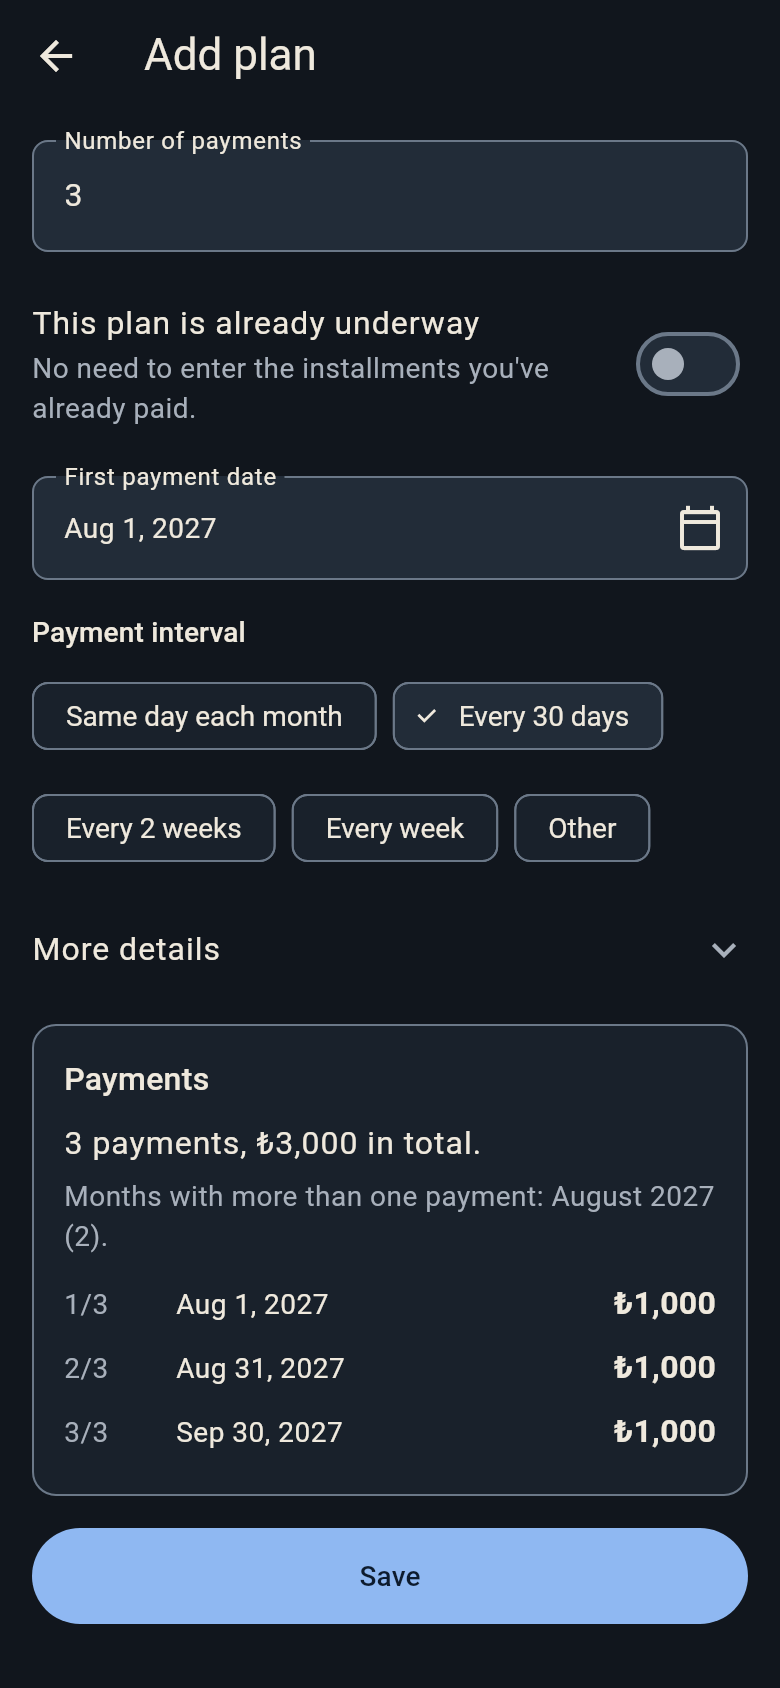 Add plan
Number of payments
3
This plan is already underway
No need to enter the installments you've
already paid.
First payment date
Aug 1, 2027
Payment interval
Same day each month
Every 30 days
Every 2 weeks
Every week
Other
More details
Payments
3 payments, ₺3,000 in total.
Months with more than one payment: August 2027
(2).
1/3 Aug 1, 2027 ₺1,000
2/3 Aug 31, 2027 ₺1,000
3/3 Sep 30, 2027 ₺1,000
Save